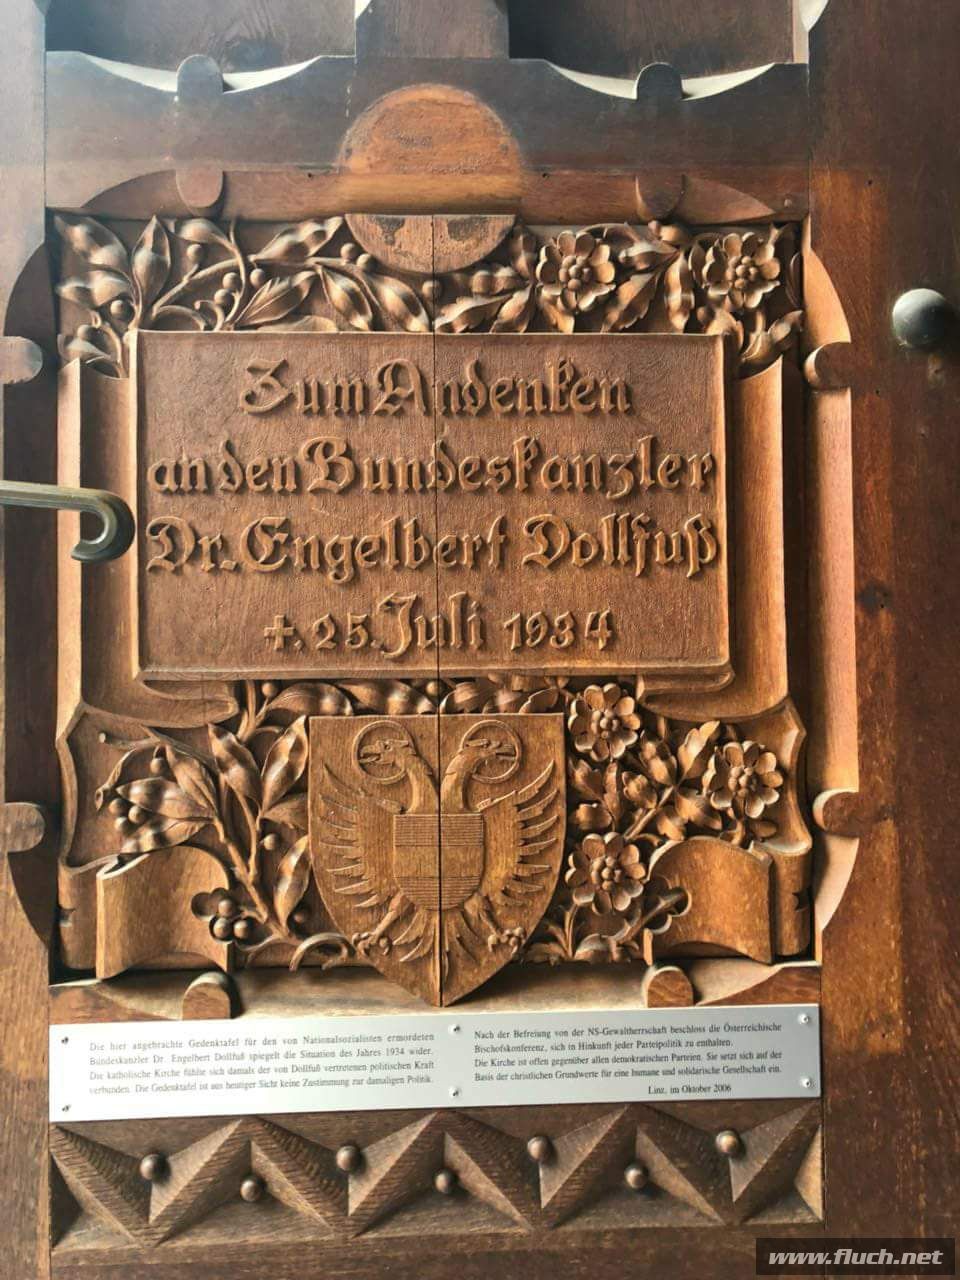 Zum Andenken
an den Bundeskanzler
Dr. Engelbert Dollfuß
+. 25. Juli 1934
Die hier angebrachte Gedenktafel für den von Nationalsozialisten ermordeten
Bundeskanzler Dr. Engelbert Dollfuß spiegelt die Situation des Jahres 1934 wider.
Die katholische Kirche fühlte sich damals der von Dollfuß vertretenen politischen Kraft
verbunden. Die Gedenktafel ist aus heutiger Sicht keine Zustimmung zur damaligen Politik.
Nach der Befreiung von der NS-Gewaltherrschaft beschloss die Österreichische
Bischofskonferenz, sich in Hinkunft jeder Parteipolitik zu enthalten.
Die Kirche ist offen gegenüber allen demokratischen Parteien. Sie setzt sich auf der
Basis der christlichen Grundwerte für eine humane und solidarische Gesellschaft ein.
Linz, im Oktober 2006
www.fluch.net